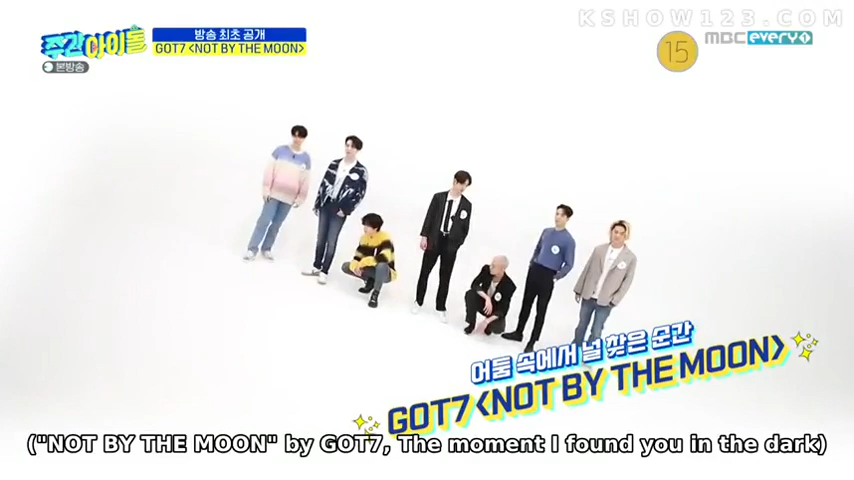 KSHOW123.COM
주간아이돌
본방송
방송 최초 공개
GOT7 <NOT BY THE MOON>
15
MBC every1
어둠 속에서 널 찾은 순간
GOT7<NOT BY THE MOON>
("NOT BY THE MOON" by GOT7, The moment I found you in the dark)